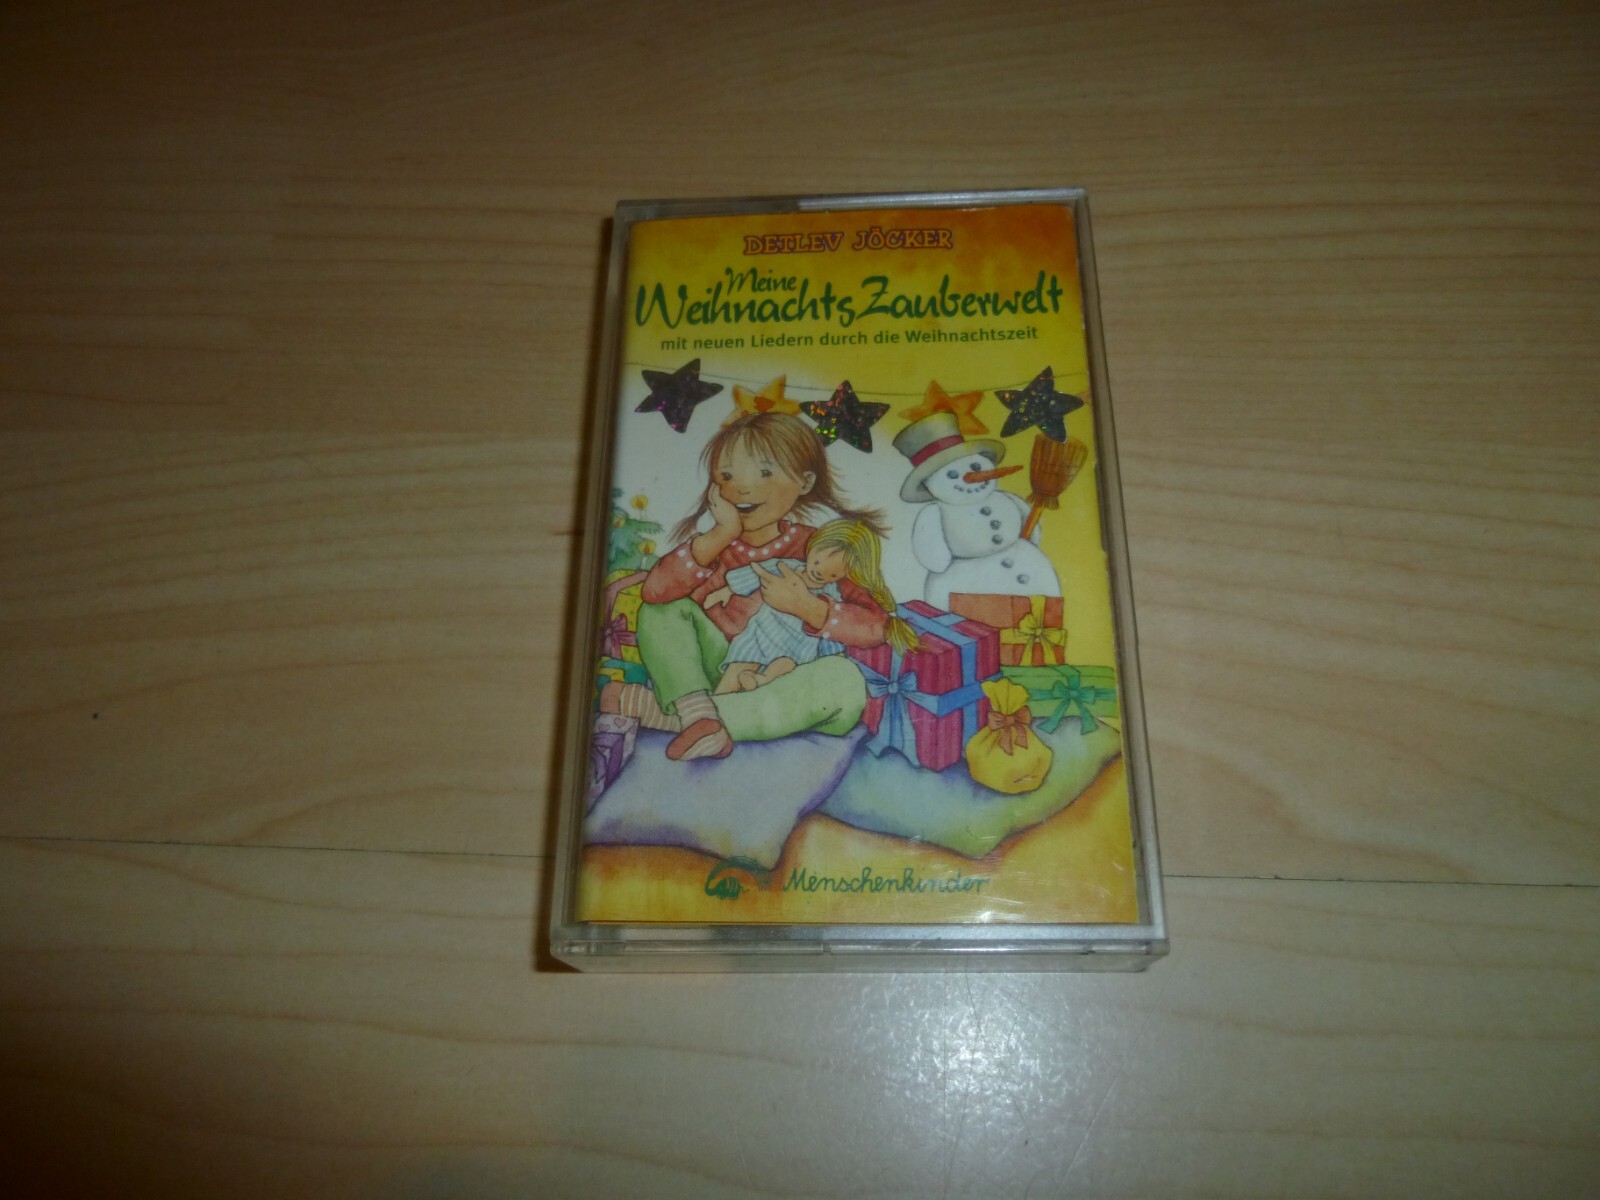 DETLEV JÖCKER
Meine
WeihnachtsZauberwelt
mit neuen Liedern durch die Weihnachtszeit
Menschenkinder